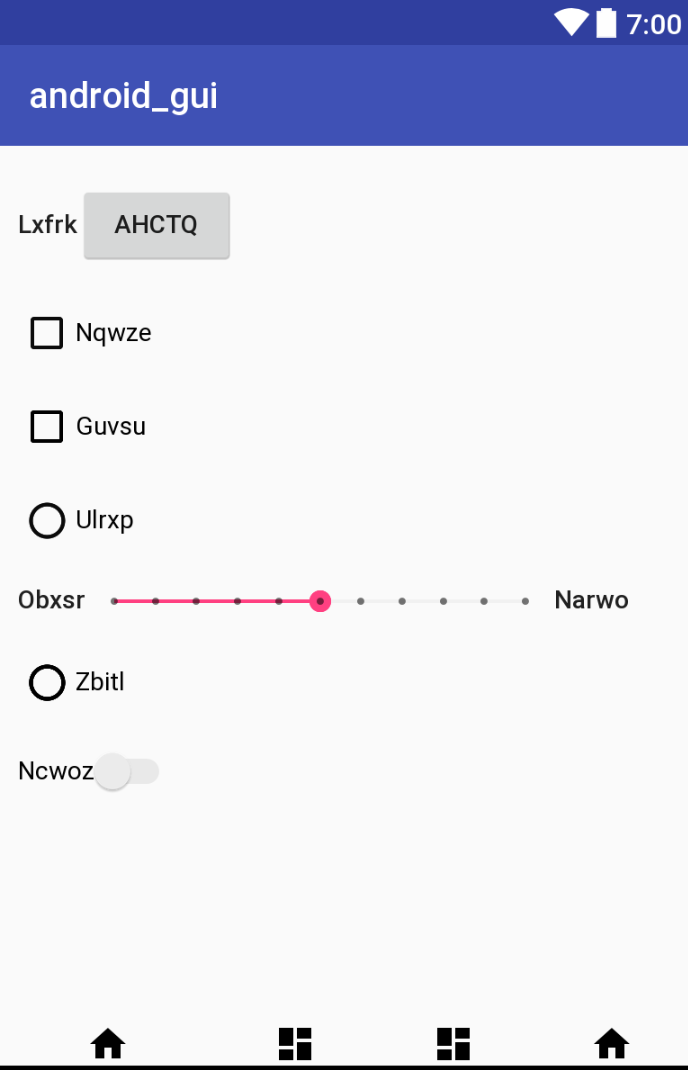 7:00
android_gui
Lxfrk AHCTQ
Nqwze
Guvsu
Ulrxp
Obxsr Narwo
Zbitl
Ncwoz